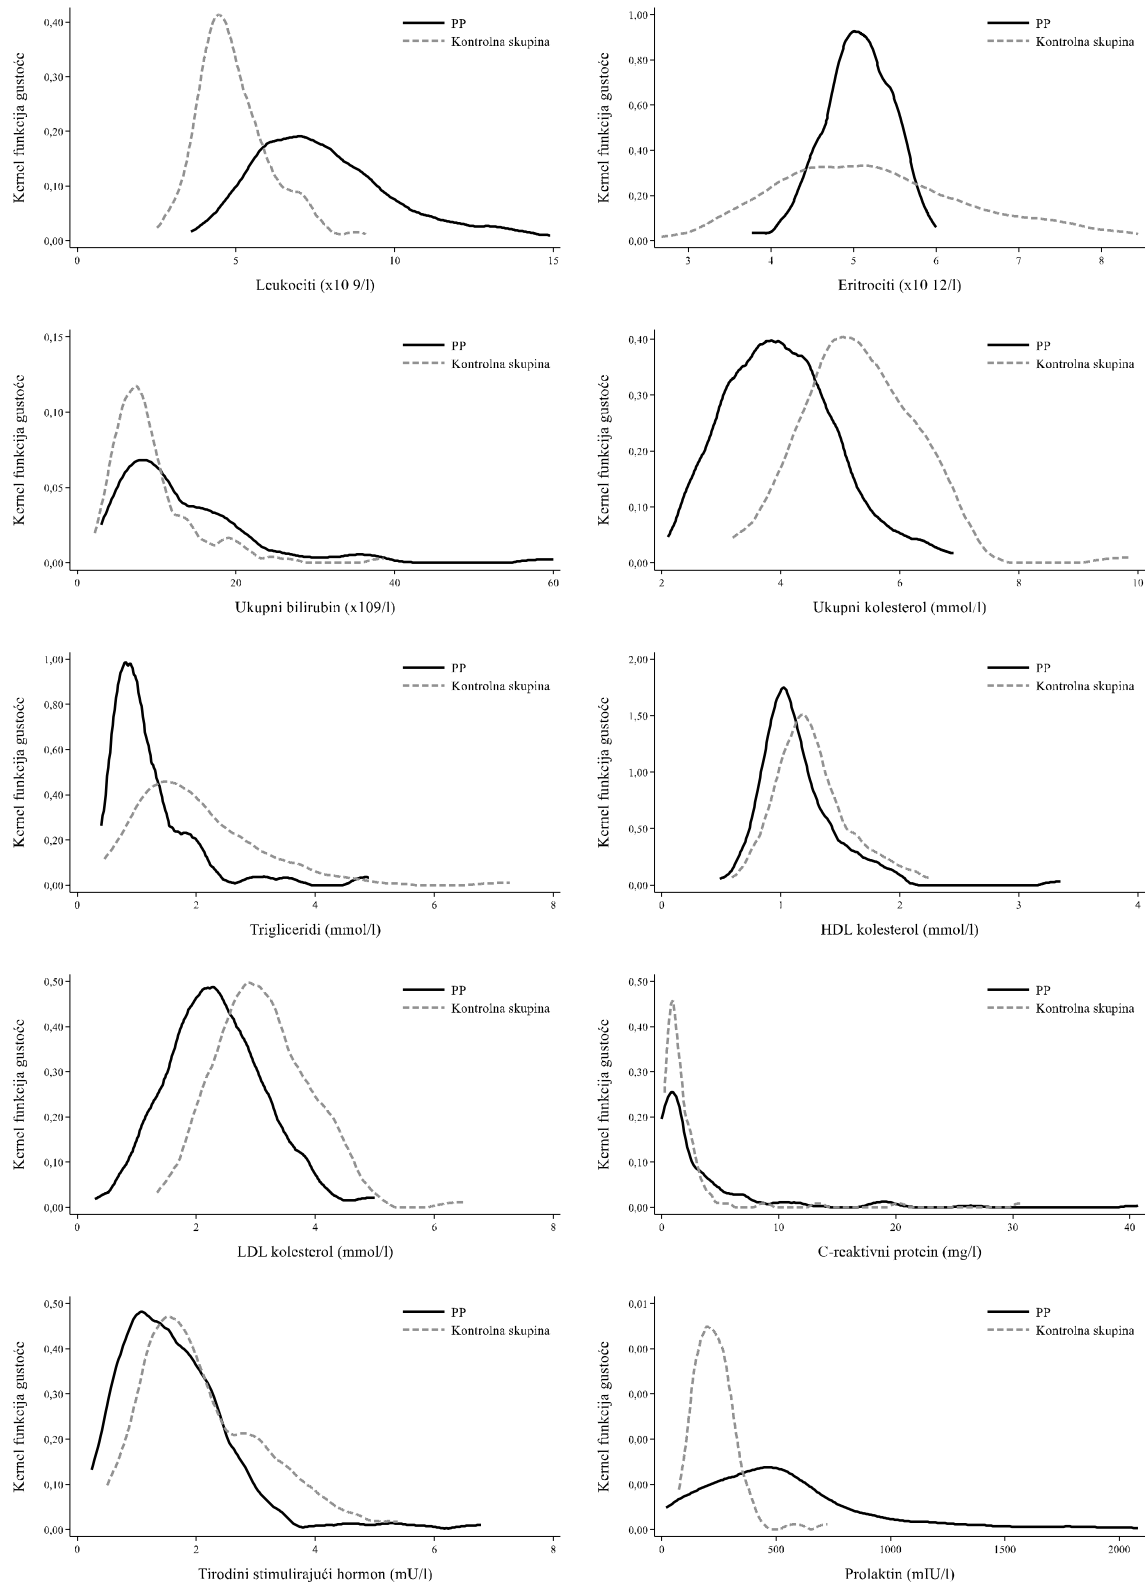 Kernel funkcija gustoće
0,40
0,30
0,20
0,10
0,00
PP
Kontrolna skupina
0 5 10 15
Leukociti (x10 9/l)
Kernel funkcija gustoće
1,00
0,80
0,60
0,40
0,20
0,00
PP
Kontrolna skupina
3 4 5 6 7 8
Eritrociti (x10 12/l)
Kernel funkcija gustoće
0,15
0,10
0,05
0,00
PP
Kontrolna skupina
0 20 40 60
Ukupni bilirubin (x109/l)
Kernel funkcija gustoće
0,40
0,30
0,20
0,10
0,00
PP
Kontrolna skupina
2 4 6 8 10
Ukupni kolesterol (mmol/l)
Kernel funkcija gustoće
1,00
0,80
0,60
0,40
0,20
0,00
PP
Kontrolna skupina
0 2 4 6 8
Trigliceridi (mmol/l)
Kernel funkcija gustoće
2,00
1,50
1,00
0,50
0,00
PP
Kontrolna skupina
0 1 2 3 4
HDL kolesterol (mmol/l)
Kernel funkcija gustoće
0,50
0,40
0,30
0,20
0,10
0,00
PP
Kontrolna skupina
0 2 4 6 8
LDL kolesterol (mmol/l)
Kernel funkcija gustoće
0,50
0,40
0,30
0,20
0,10
0,00
PP
Kontrolna skupina
0 10 20 30 40
C-reaktivni protein (mg/l)
Kernel funkcija gustoće
0,50
0,40
0,30
0,20
0,10
0,00
PP
Kontrolna skupina
0 2 4 6 8
Tirodini stimulirajući hormon (mU/l)
Kernel funkcija gustoće
0,01
0,00
0,00
0,00
0,00
0,00
PP
Kontrolna skupina
0 500 1000 1500 2000
Prolaktin (mIU/l)